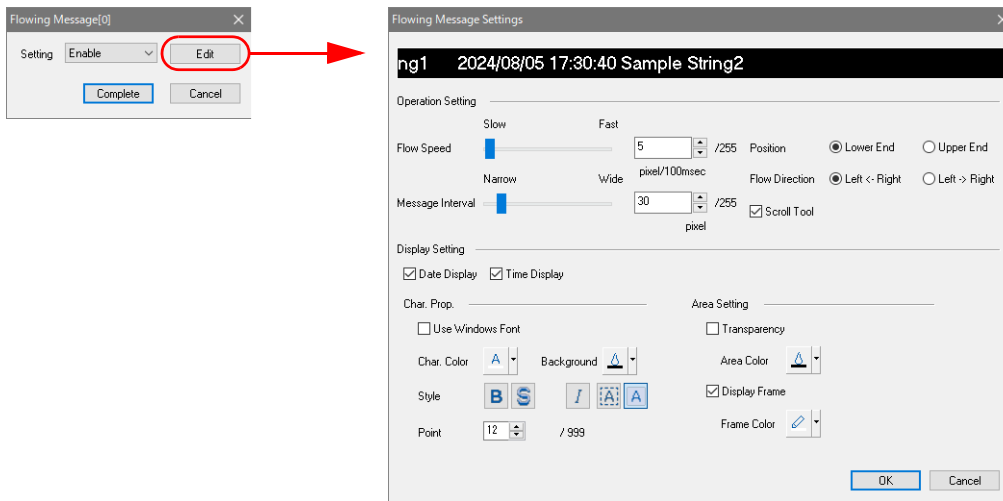 Flowing Message[0]
Setting Enable Edit
Complete Cancel
Flowing Message Settings
ng1 2024/08/05 17:30:40 Sample String2
Operation Setting
Slow Fast
Flow Speed 5 /255 Position Lower End Upper End
pixel/100msec
Narrow Wide Flow Direction Left <- Right Left -> Right
Message Interval 30 /255 Scroll Tool
pixel
Display Setting
Date Display Time Display
Char. Prop. Area Setting
Use Windows Font Transparency
Char. Color A Background Area Color
Style B S I A A Display Frame
Point 12 / 999 Frame Color
OK Cancel